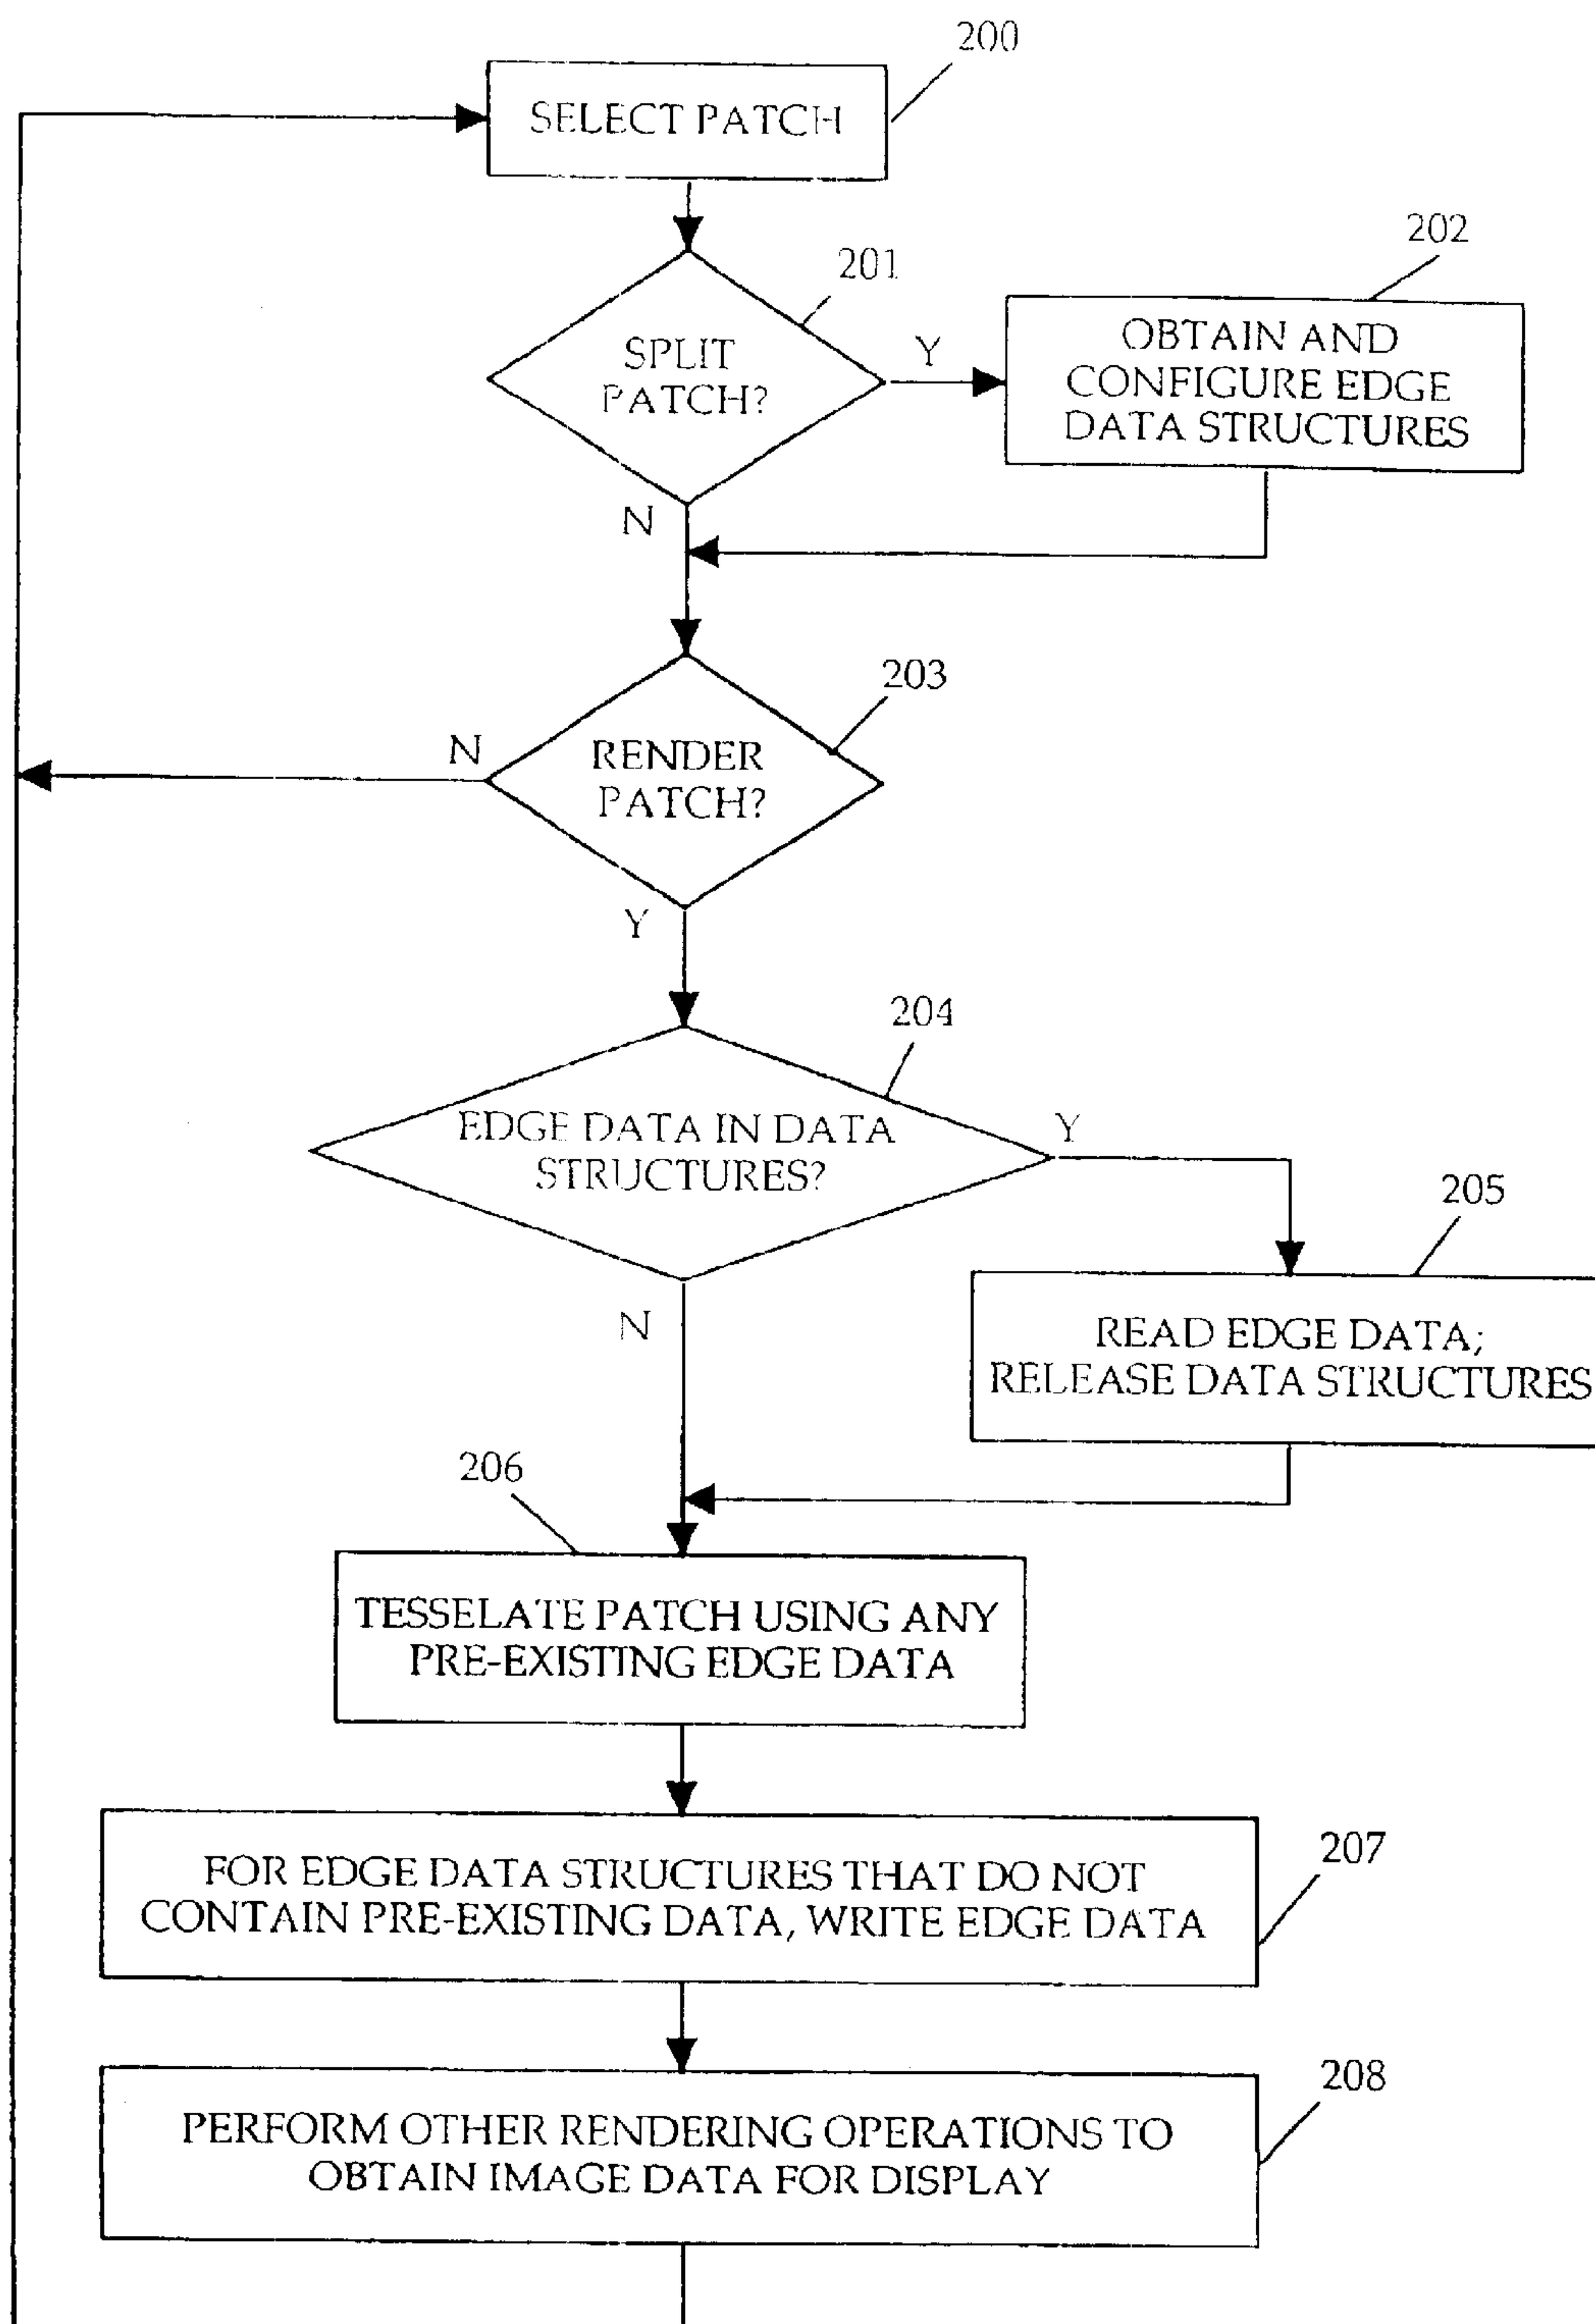 200
SELECT PATCH
201
202
SPLIT
PATCH?
Y
OBTAIN AND
CONFIGURE EDGE
DATA STRUCTURES
N
203
N
RENDER
PATCH?
Y
204
EDGE DATA IN DATA
STRUCTURES?
Y
205
N
READ EDGE DATA;
RELEASE DATA STRUCTURES
206
TESSELATE PATCH USING ANY
PRE-EXISTING EDGE DATA
207
FOR EDGE DATA STRUCTURES THAT DO NOT
CONTAIN PRE-EXISTING DATA, WRITE EDGE DATA
208
PERFORM OTHER RENDERING OPERATIONS TO
OBTAIN IMAGE DATA FOR DISPLAY